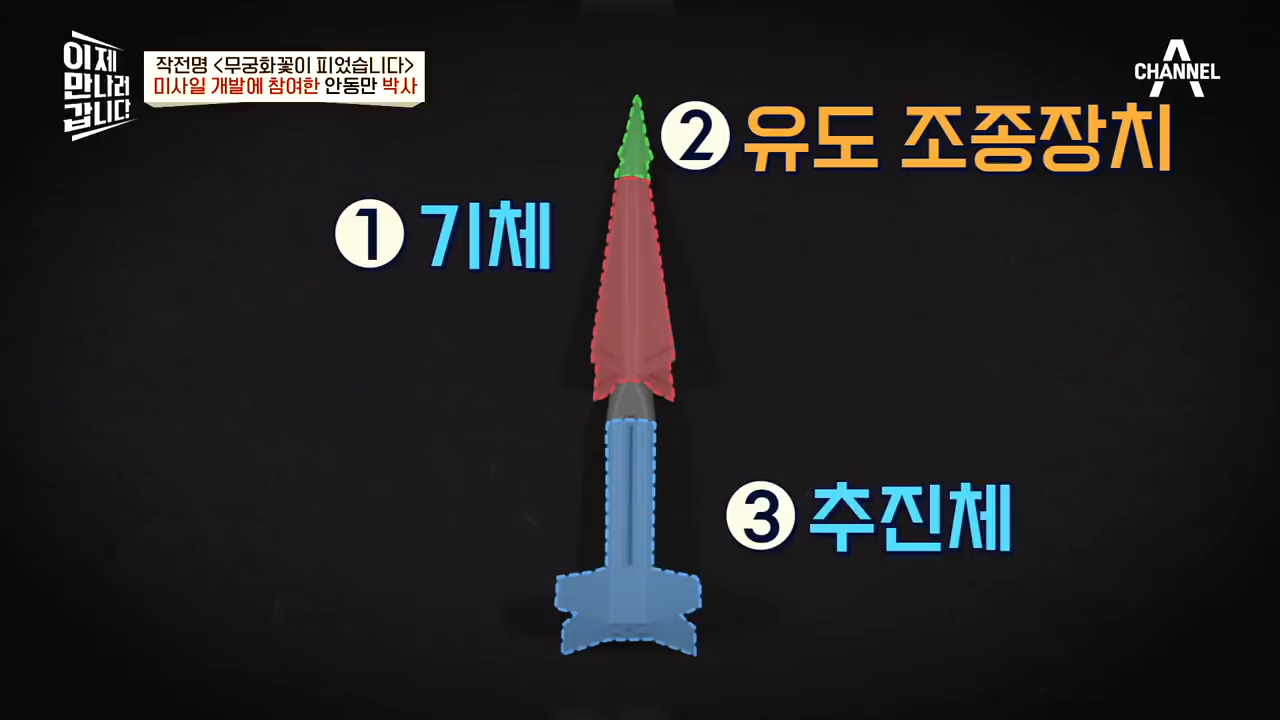 이제
만나러
갑니다
작전명 <무궁화꽃이 피었습니다>
미사일 개발에 참여한 안동만 박사
CHANNEL A
② 유도 조종장치
① 기체
③ 추진체